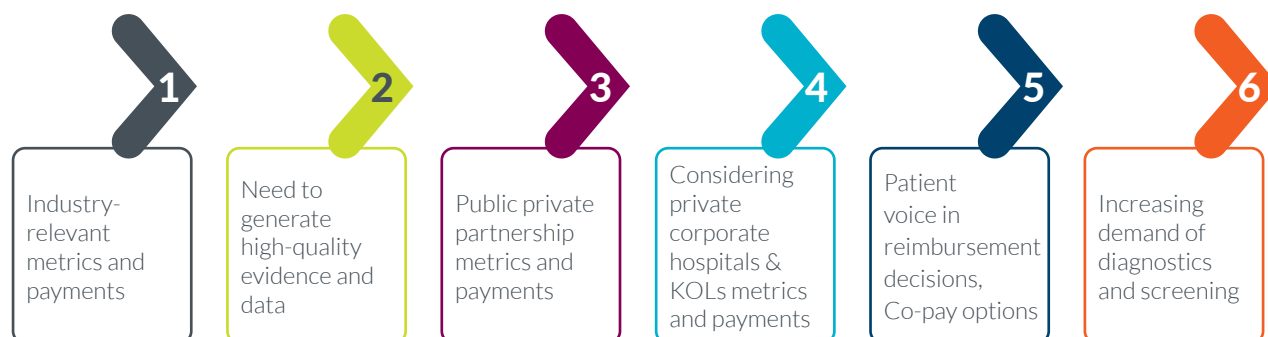 1
Industry-
relevant
metrics and
payments
2
Need to
generate
high-quality
evidence and
data
3
Public private
partnership
metrics and
payments
4
Considering
private
corporate
hospitals &
KOLs metrics
and payments
5
Patient
voice in
reimbursement
decisions,
Co-pay options
6
Increasing
demand of
diagnostics
and screening